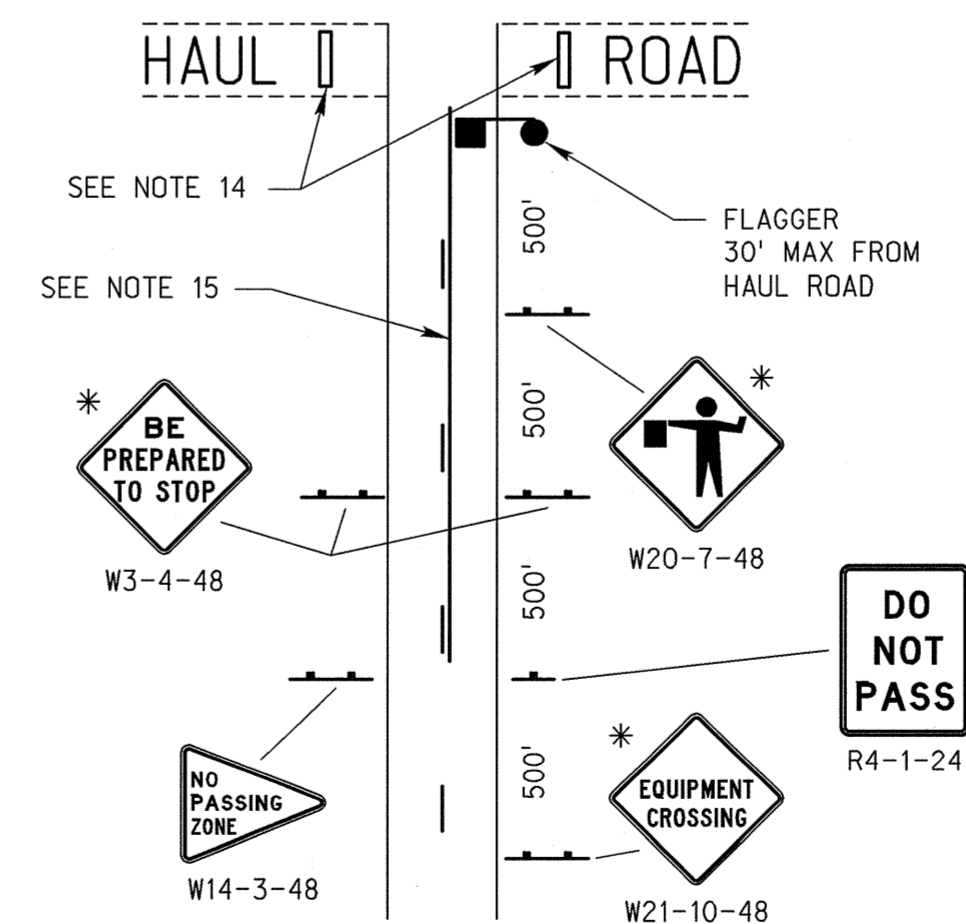 HAUL ROAD
SEE NOTE 14
500'
FLAGGER
30' MAX FROM
HAUL ROAD
SEE NOTE 15
*
BE
PREPARED
TO STOP
W3-4-48
500'
*
W20-7-48
500'
DO
NOT
PASS
R4-1-24
NO
PASSING
ZONE
W14-3-48
500'
*
EQUIPMENT
CROSSING
W21-10-48